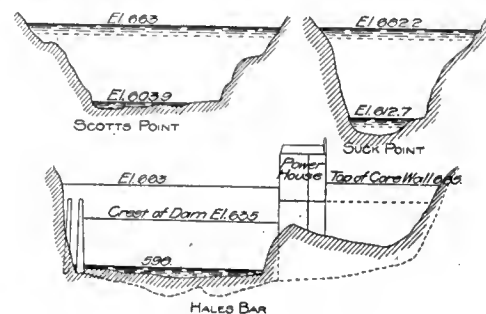 El. 663
El. 603.9
SCOTTS POINT
El. 662.2
El. 612.7
SUCK POINT
El. 663
Crest of Dam El. 635
596.
Power
House
Top of Core Wall
HALES BAR